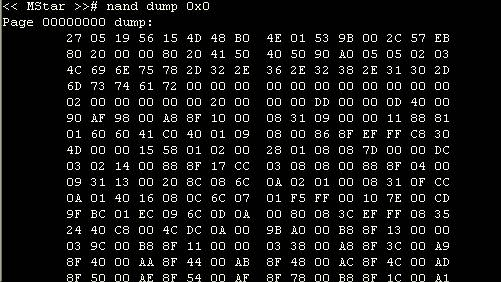 << MStar >># nand dump 0x0
Page 00000000 dump:
27 05 19 56 15 4D 48 B0 4E 01 53 9B 00 2C 57 EB
80 20 00 00 80 20 41 50 40 50 90 A0 05 05 02 03
4C 69 6E 75 78 2D 32 2E 36 2E 32 38 2E 31 30 2D
6D 73 74 61 72 00 00 00 00 00 00 00 00 00 00 00
02 00 00 00 00 00 20 00 00 00 DD 00 00 0D 40 00
90 AF 98 00 A8 8F 10 00 08 31 09 00 00 11 88 81
01 60 60 41 C0 40 01 09 08 00 86 8F EF FF C8 30
4D 00 00 15 58 01 02 00 28 01 08 08 7D 00 00 DC
03 02 14 00 88 8F 17 CC 03 08 08 00 88 8F 04 00
09 31 13 00 20 8C 08 6C 0A 02 01 00 08 31 0F CC
0A 01 40 16 08 0C 6C 07 01 F5 FF 00 10 7E 00 CD
9F BC 01 EC 09 6C 0D 0A 00 80 08 3C EF FF 08 35
24 40 C8 00 4C DC 0A 00 9B A0 00 B8 8F 13 00 00
03 9C 00 B8 8F 11 00 00 03 38 00 A8 8F 3C 00 A9
8F 40 00 AA 8F 44 00 AB 8F 48 00 AC 8F 4C 00 AD
8F 50 00 AE 8F 54 00 AF 8F 78 00 B8 8F 1C 00 A1